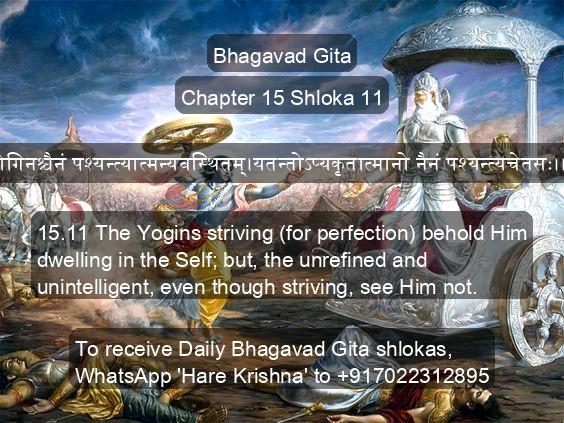 Bhagavad Gita
Chapter 15 Shloka 11
पश्यन्त्यात्मन्यवस्थितम्।यतन्तोऽप्यकृतात्मानो नैनं पश्यन्त्यचेतसः।।
15.11 The Yogins striving (for perfection) behold Him
dwelling in the Self; but, the unrefined and
unintelligent, even though striving, see Him not.
To receive Daily Bhagavad Gita shlokas,
WhatsApp 'Hare Krishna' to +917022312895